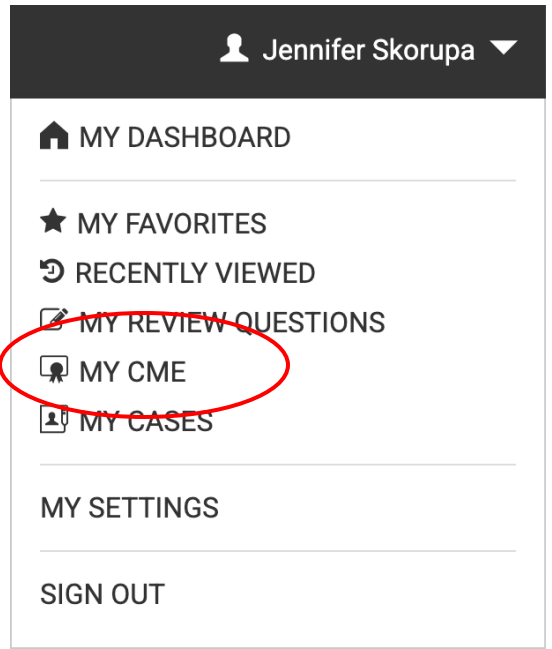 Jennifer Skorupa
MY DASHBOARD
MY FAVORITES
RECENTLY VIEWED
MY REVIEW QUESTIONS
MY CME
MY CASES
MY SETTINGS
SIGN OUT